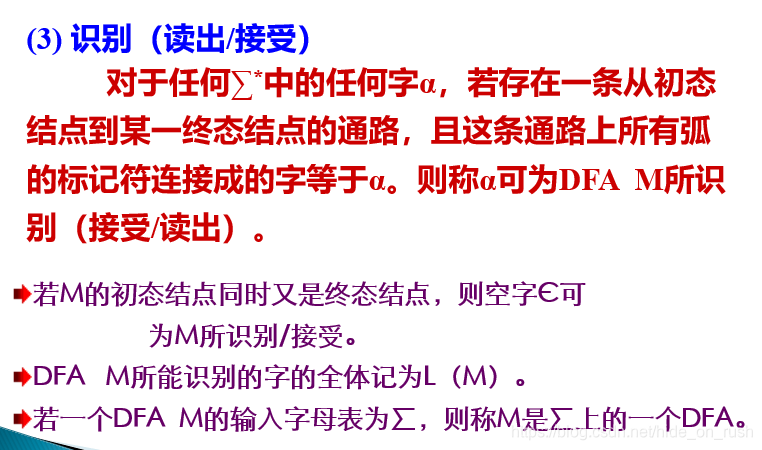 (3) 识别（读出/接受）
对于任何∑*中的任何字α，若存在一条从初态
结点到某一终态结点的通路，且这条通路上所有弧
的标记符连接成的字等于α。则称α可为DFA M所识
别（接受/读出）。
若M的初态结点同时又是终态结点，则空字Є可
为M所识别/接受。
DFA M所能识别的字的全体记为L（M）。
若一个DFA M的输入字母表为∑，则称M是∑上的一个DFA。
https://blog.csdn.net/hide_on_rush